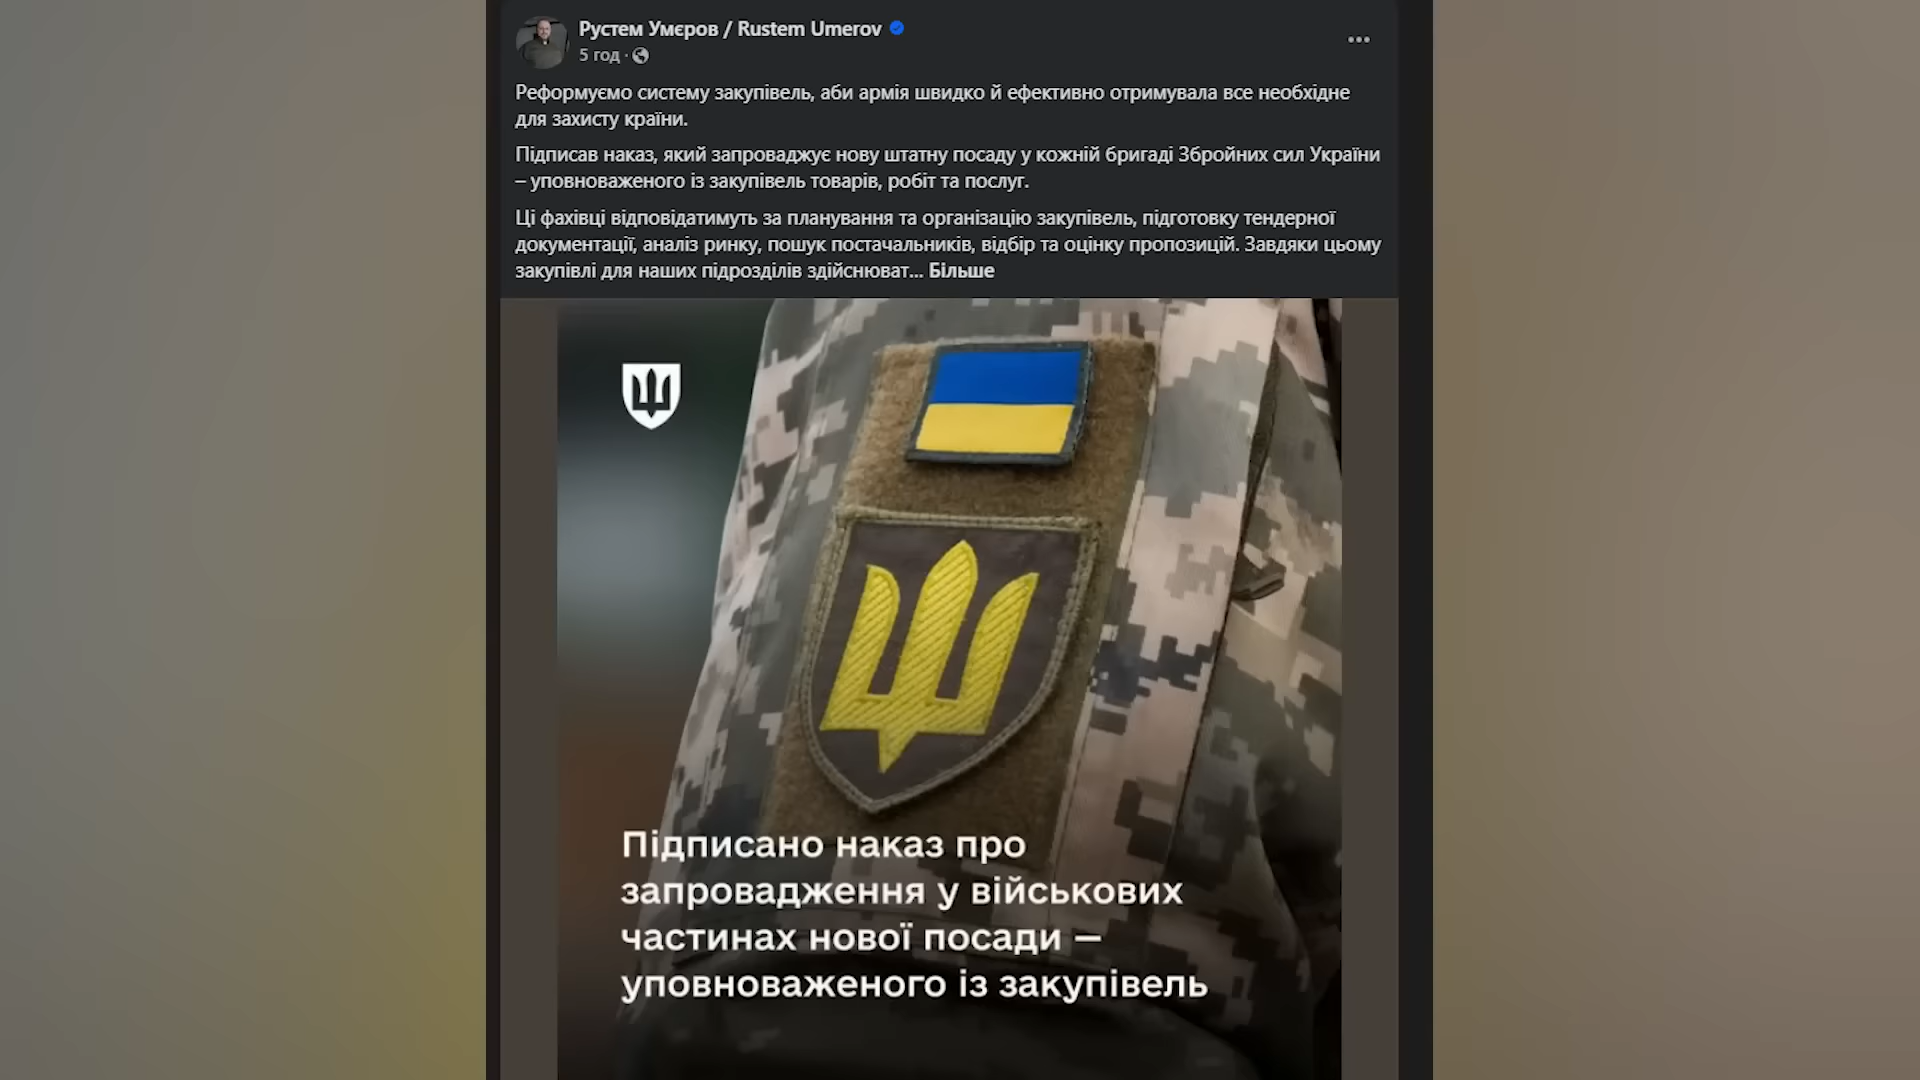 Рустем Умєров / Rustem Umerov
5 год ·
Реформуємо систему закупівель, аби армія швидко й ефективно отримувала все необхідне
для захисту країни.
Підписав наказ, який запроваджує нову штатну посаду у кожній бригаді Збройних сил України
– уповноваженого із закупівель товарів, робіт та послуг.
Ці фахівці відповідатимуть за планування та організацію закупівель, підготовку тендерної
документації, аналіз ринку, пошук постачальників, відбір та оцінку пропозицій. Завдяки цьому
закупівлі для наших підрозділів здійснюват... Більше
Підписано наказ про
запровадження у військових
частинах нової посади —
уповноваженого із закупівель